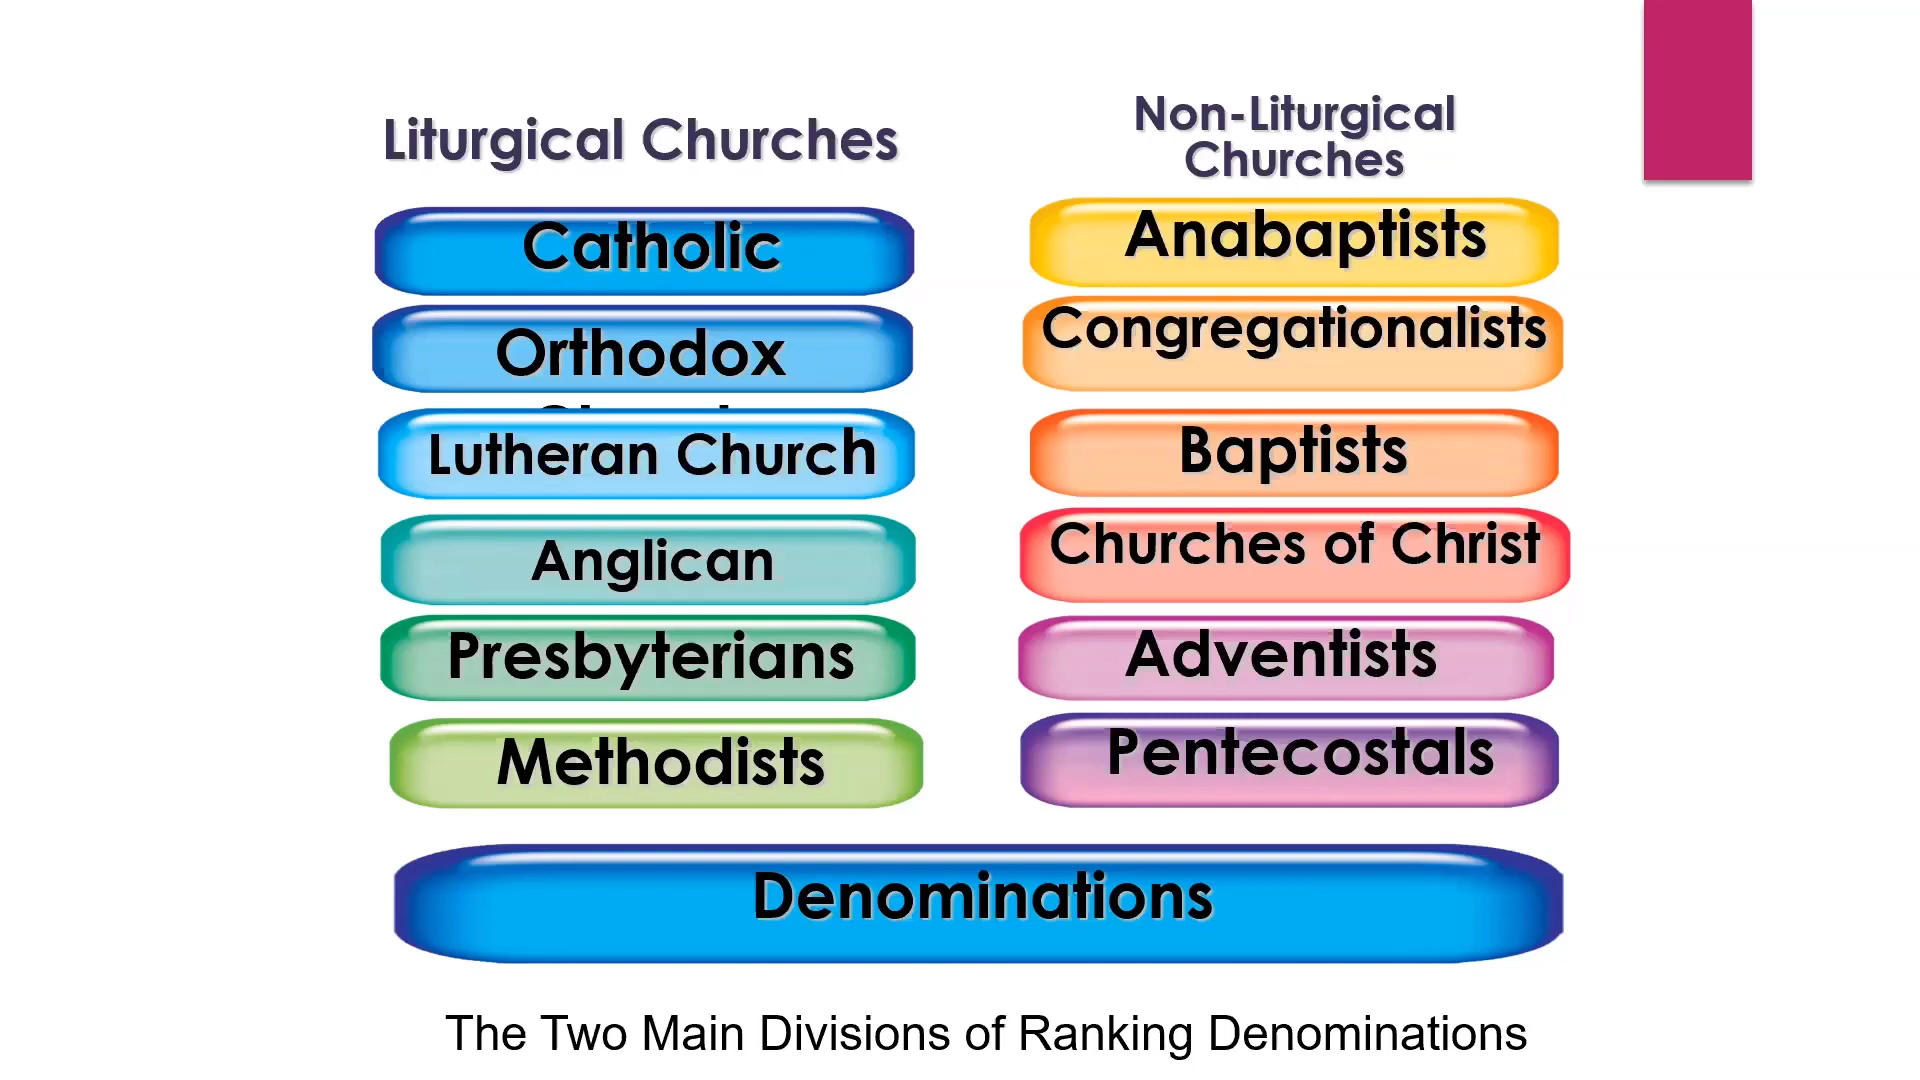 Liturgical Churches
Catholic
Orthodox
Lutheran Church
Anglican
Presbyterians
Methodists
Non-Liturgical
Churches
Anabaptists
Congregationalists
Baptists
Churches of Christ
Adventists
Pentecostals
Denominations
The Two Main Divisions of Ranking Denominations